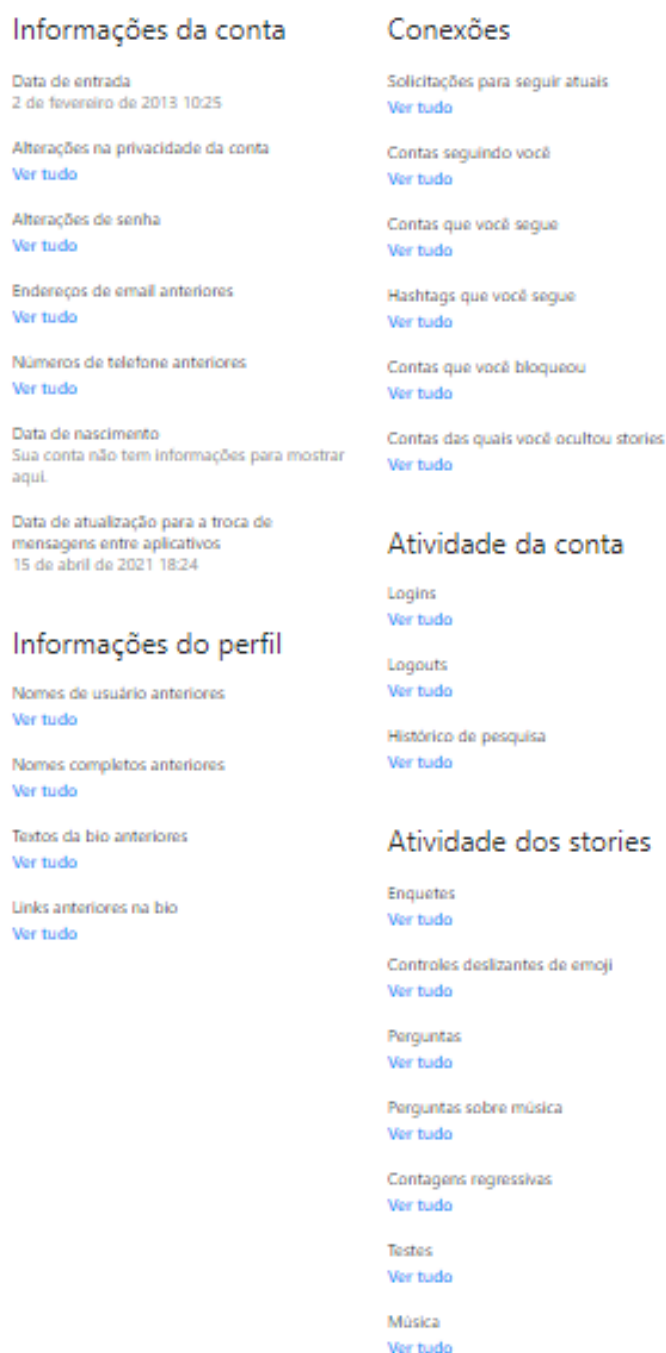 Informações da conta
Data de entrada
2 de fevereiro de 2013 10:25
Alterações na privacidade da conta
Ver tudo
Alterações de senha
Ver tudo
Endereços de email anteriores
Ver tudo
Números de telefone anteriores
Ver tudo
Data de nascimento
Sua conta não tem informações para mostrar
aqui.
Data de atualização para a troca de
mensagens entre aplicativos
15 de abril de 2021 18:24
Informações do perfil
Nomes de usuário anteriores
Ver tudo
Nomes completos anteriores
Ver tudo
Textos da bio anteriores
Ver tudo
Links anteriores na bio
Ver tudo
Conexões
Solicitações para seguir atuais
Ver tudo
Contas seguindo você
Ver tudo
Contas que você segue
Ver tudo
Hashtags que você segue
Ver tudo
Contas que você bloqueou
Ver tudo
Contas das quais você ocultou stories
Ver tudo
Atividade da conta
Logins
Ver tudo
Logouts
Ver tudo
Histórico de pesquisa
Ver tudo
Atividade dos stories
Enquetes
Ver tudo
Controles deslizantes de emoji
Ver tudo
Perguntas
Ver tudo
Perguntas sobre música
Ver tudo
Contagens regressivas
Ver tudo
Testes
Ver tudo
Música
Ver tudo